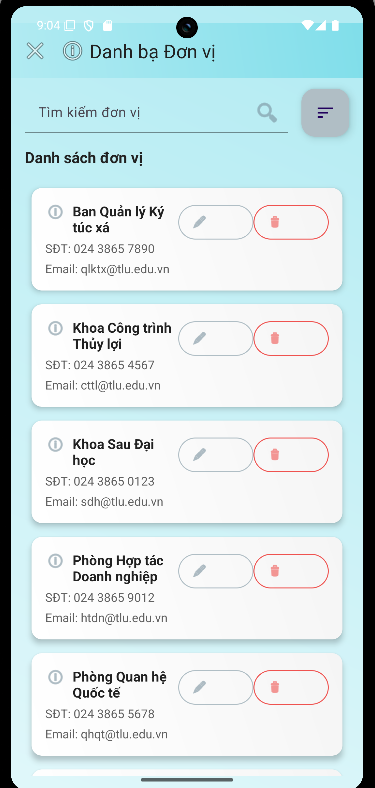 9:04
Danh bạ Đơn vị
Tìm kiếm đơn vị
Danh sách đơn vị
Ban Quản lý Ký
túc xá
SĐT: 024 3865 7890
Email: qlktx@tlu.edu.vn
Khoa Công trình
Thủy lợi
SĐT: 024 3865 4567
Email: cttl@tlu.edu.vn
Khoa Sau Đại
học
SĐT: 024 3865 0123
Email: sdh@tlu.edu.vn
Phòng Hợp tác
Doanh nghiệp
SĐT: 024 3865 9012
Email: htdn@tlu.edu.vn
Phòng Quan hệ
Quốc tế
SĐT: 024 3865 5678
Email: qhqt@tlu.edu.vn